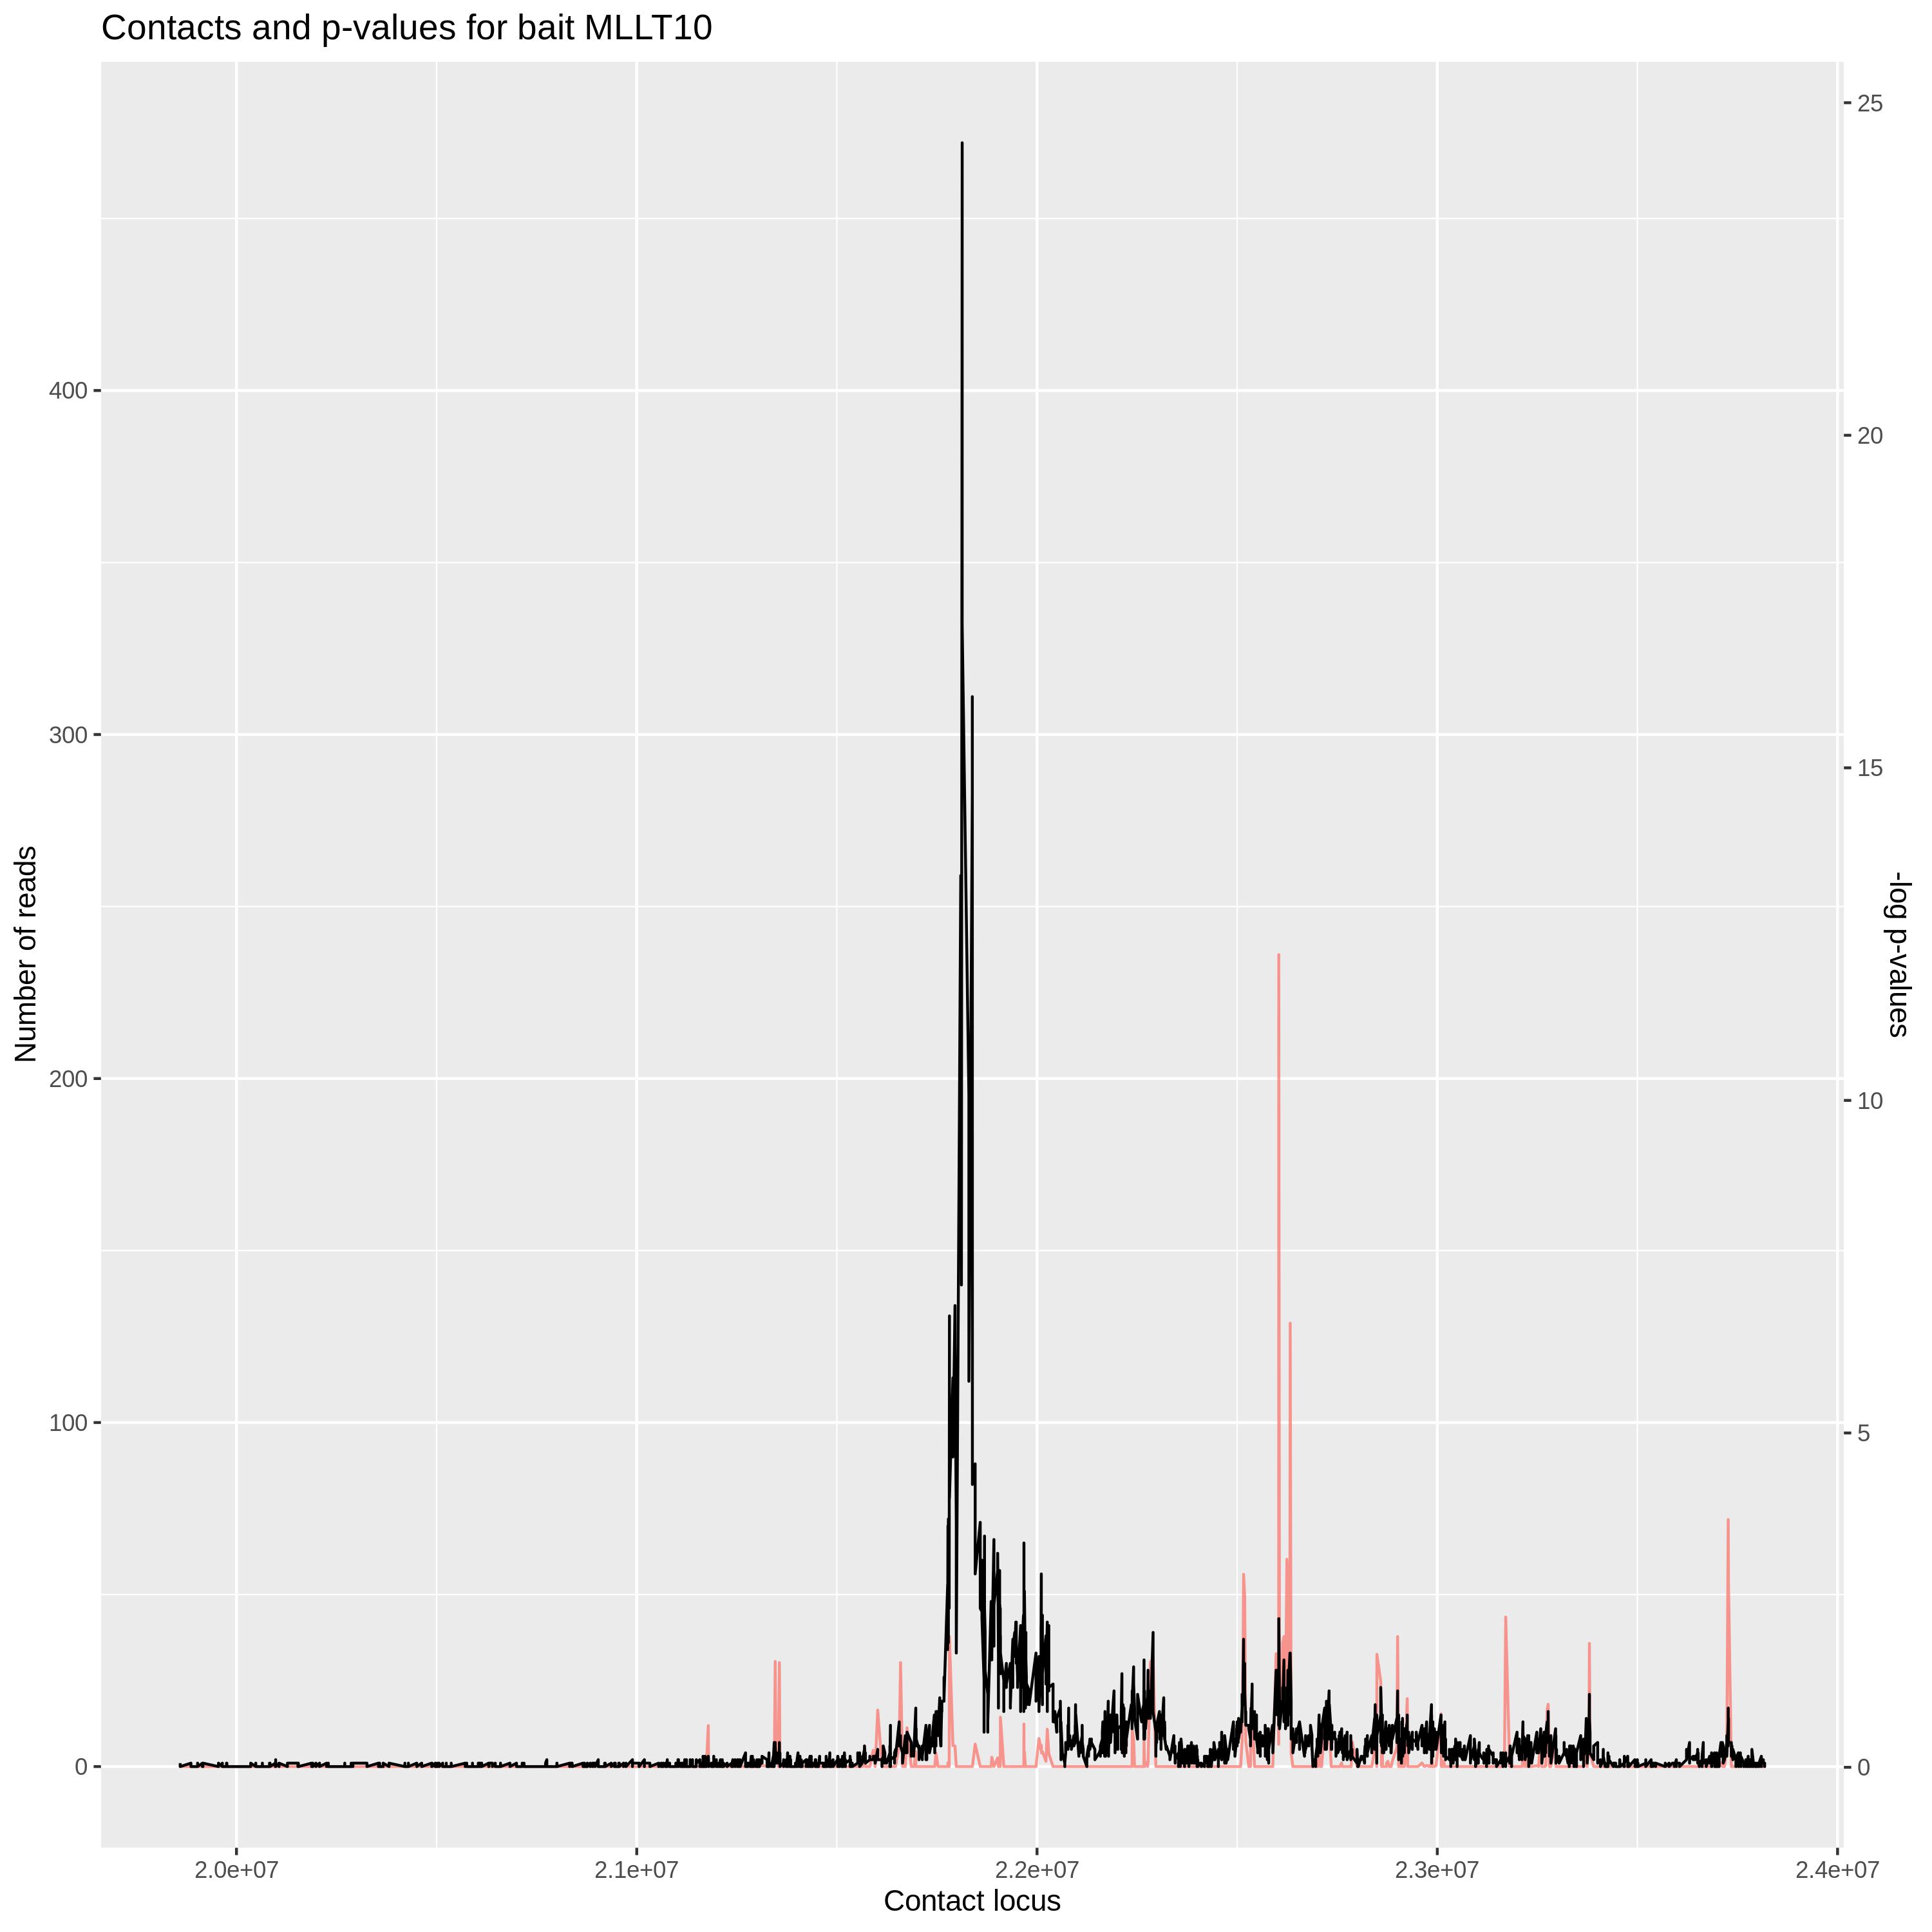 Contacts and p-values for bait MLLT10
Number of reads
400
300
200
100
0
25
20
15
10
5
0
-log p-values
2.0e+07 2.1e+07 2.2e+07 2.3e+07 2.4e+07
Contact locus